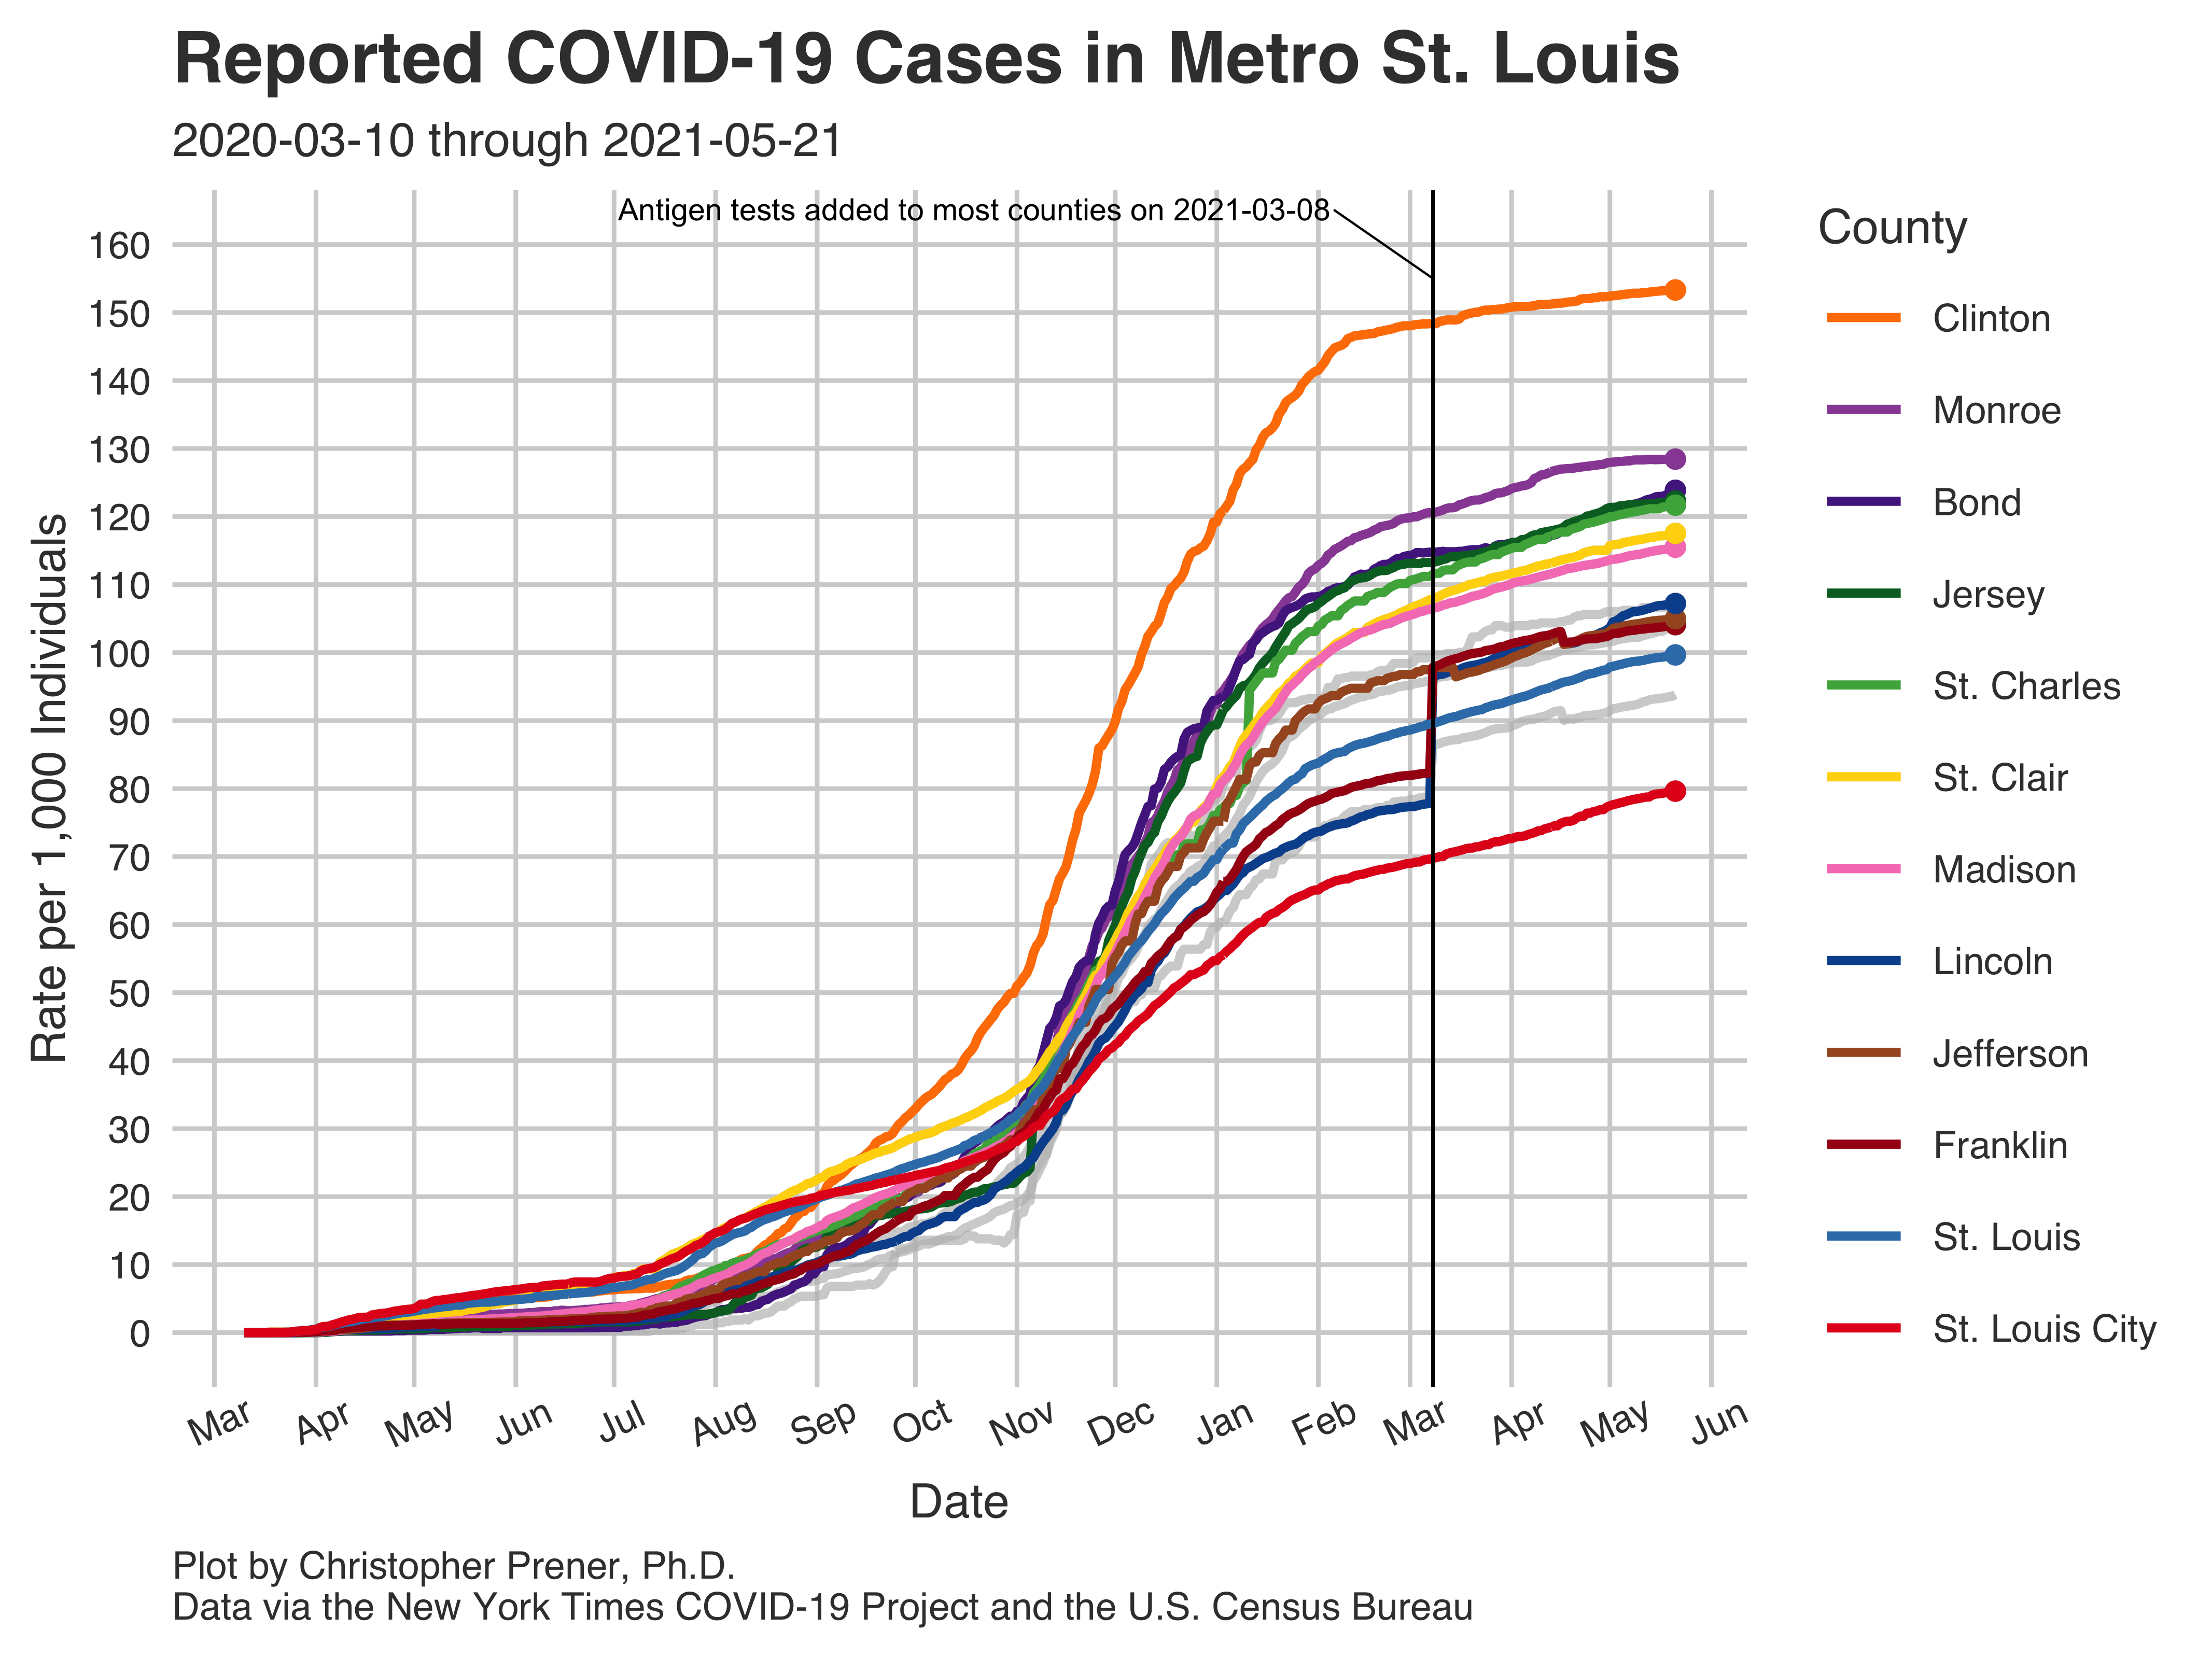 Reported COVID-19 Cases in Metro St. Louis
2020-03-10 through 2021-05-21
Antigen tests added to most counties on 2021-03-08
Rate per 1,000 Individuals
160
150
140
130
120
110
100
90
80
70
60
50
40
30
20
10
0
Mar Apr May Jun Jul Aug Sep Oct Nov Dec Jan Feb Mar Apr May Jun
Date
County
Clinton
Monroe
Bond
Jersey
St. Charles
St. Clair
Madison
Lincoln
Jefferson
Franklin
St. Louis
St. Louis City
Plot by Christopher Prener, Ph.D.
Data via the New York Times COVID-19 Project and the U.S. Census Bureau